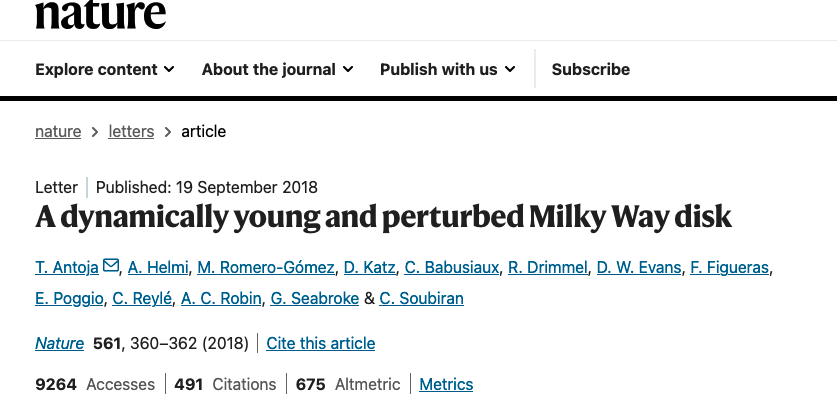 nature
Explore content About the journal Publish with us Subscribe
nature > letters > article
Letter | Published: 19 September 2018
A dynamically young and perturbed Milky Way disk
T. Antoja, A. Helmi, M. Romero-Gómez, D. Katz, C. Babusiaux, R. Drimmel, D. W. Evans, F. Figueras,
E. Poggio, C. Reylé, A. C. Robin, G. Seabroke & C. Soubiran
Nature 561, 360–362 (2018) | Cite this article
9264 Accesses | 491 Citations | 675 Altmetric | Metrics